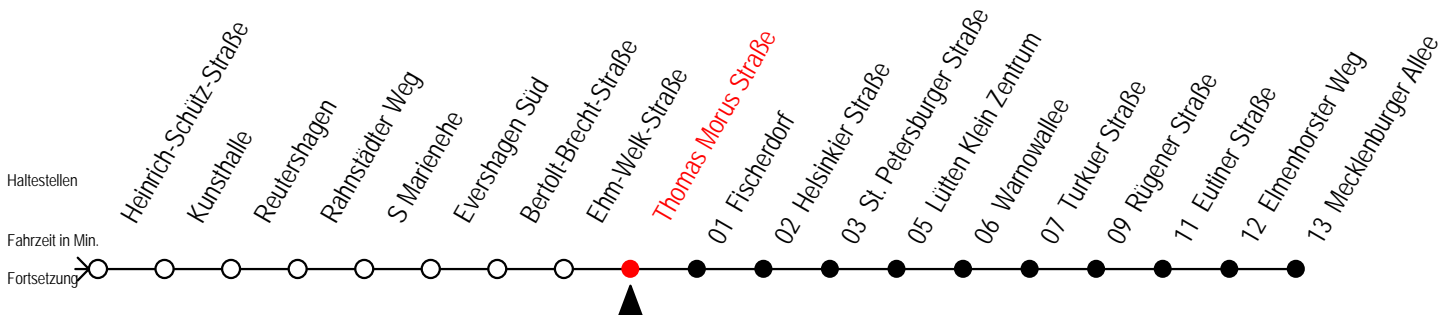 Haltestellen
Fahrzeit in Min.
Fortsetzung
Heinrich-Schütz-Straße
Kunsthalle
Reutershagen
Rahnstädter Weg
S Marienehe
Evershagen Süd
Bertolt-Brecht-Straße
Ehm-Welk-Straße
Thomas Morus Straße
01 Fischerdorf
02 Helsinkier Straße
03 St. Petersburger Straße
05 Lütten Klein Zentrum
06 Warnowallee
07 Turkuer Straße
09 Rügener Straße
11 Eutiner Straße
12 Elmenhorster Weg
13 Mecklenburger Allee